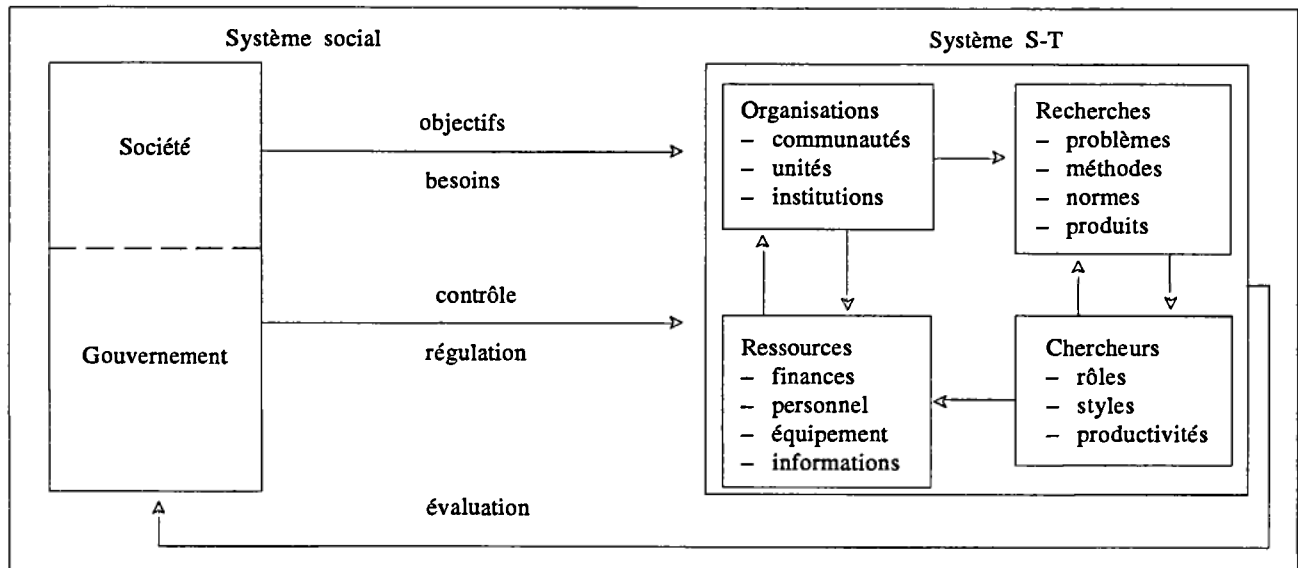 Système social
Système S-T
Société
Gouvernement
objectifs
besoins
contrôle
régulation
évaluation
Organisations
– communautés
– unités
– institutions
Recherches
– problèmes
– méthodes
– normes
– produits
Ressources
– finances
– personnel
– équipement
– informations
Chercheurs
– rôles
– styles
– productivités